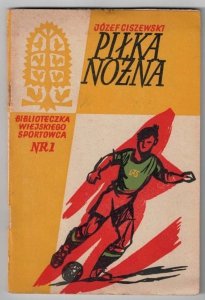 JÓZEF CISZEWSKI
PIŁKA
NOŻNA
BIBLIOTECZKA
WIEJSKIEGO
SPORTOWCA
NR.1